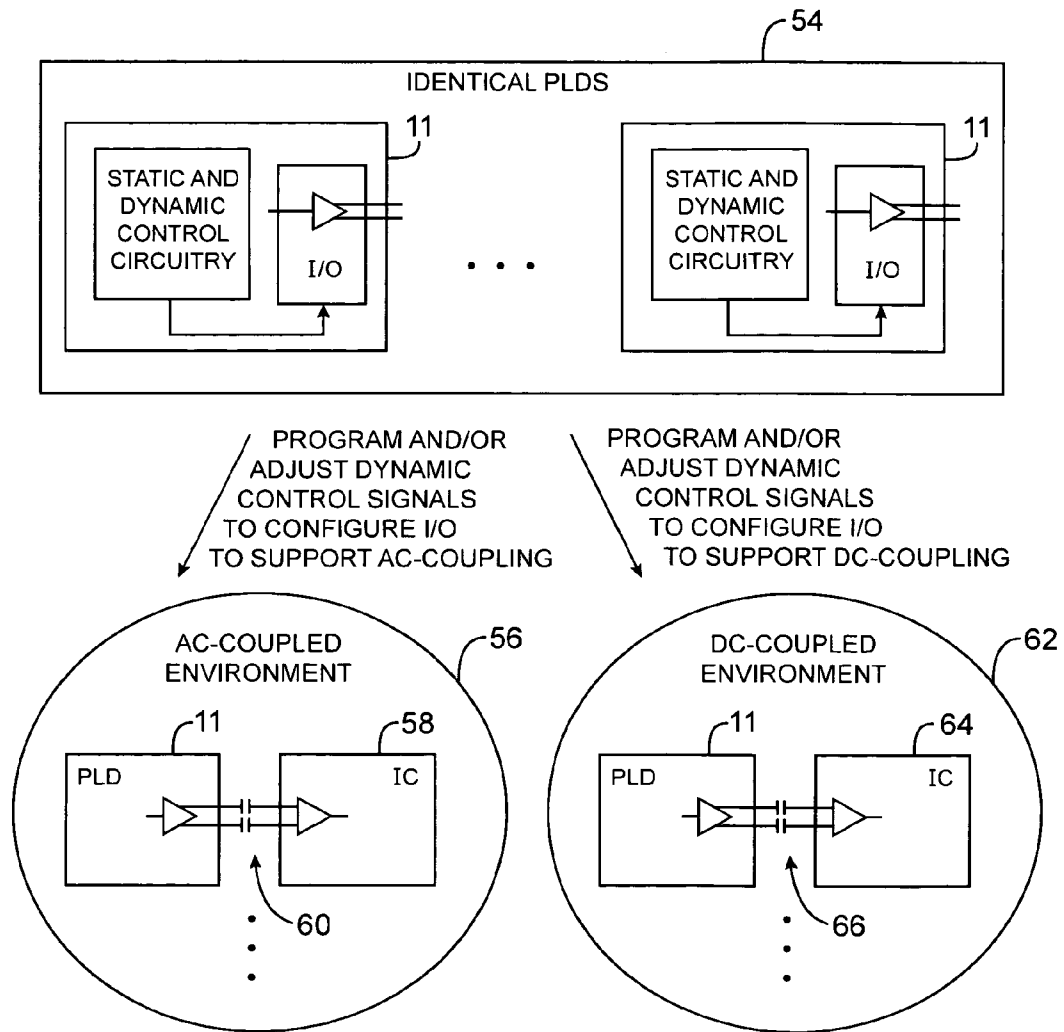 54
IDENTICAL PLDS
11
STATIC AND
DYNAMIC
CONTROL
CIRCUITRY
I/O
. . .
11
STATIC AND
DYNAMIC
CONTROL
CIRCUITRY
I/O
PROGRAM AND/OR
ADJUST DYNAMIC
CONTROL SIGNALS
TO CONFIGURE I/O
TO SUPPORT AC-COUPLING
PROGRAM AND/OR
ADJUST DYNAMIC
CONTROL SIGNALS
TO CONFIGURE I/O
TO SUPPORT DC-COUPLING
AC-COUPLED
ENVIRONMENT
56
11
58
PLD
IC
60
DC-COUPLED
ENVIRONMENT
62
11
64
PLD
IC
66